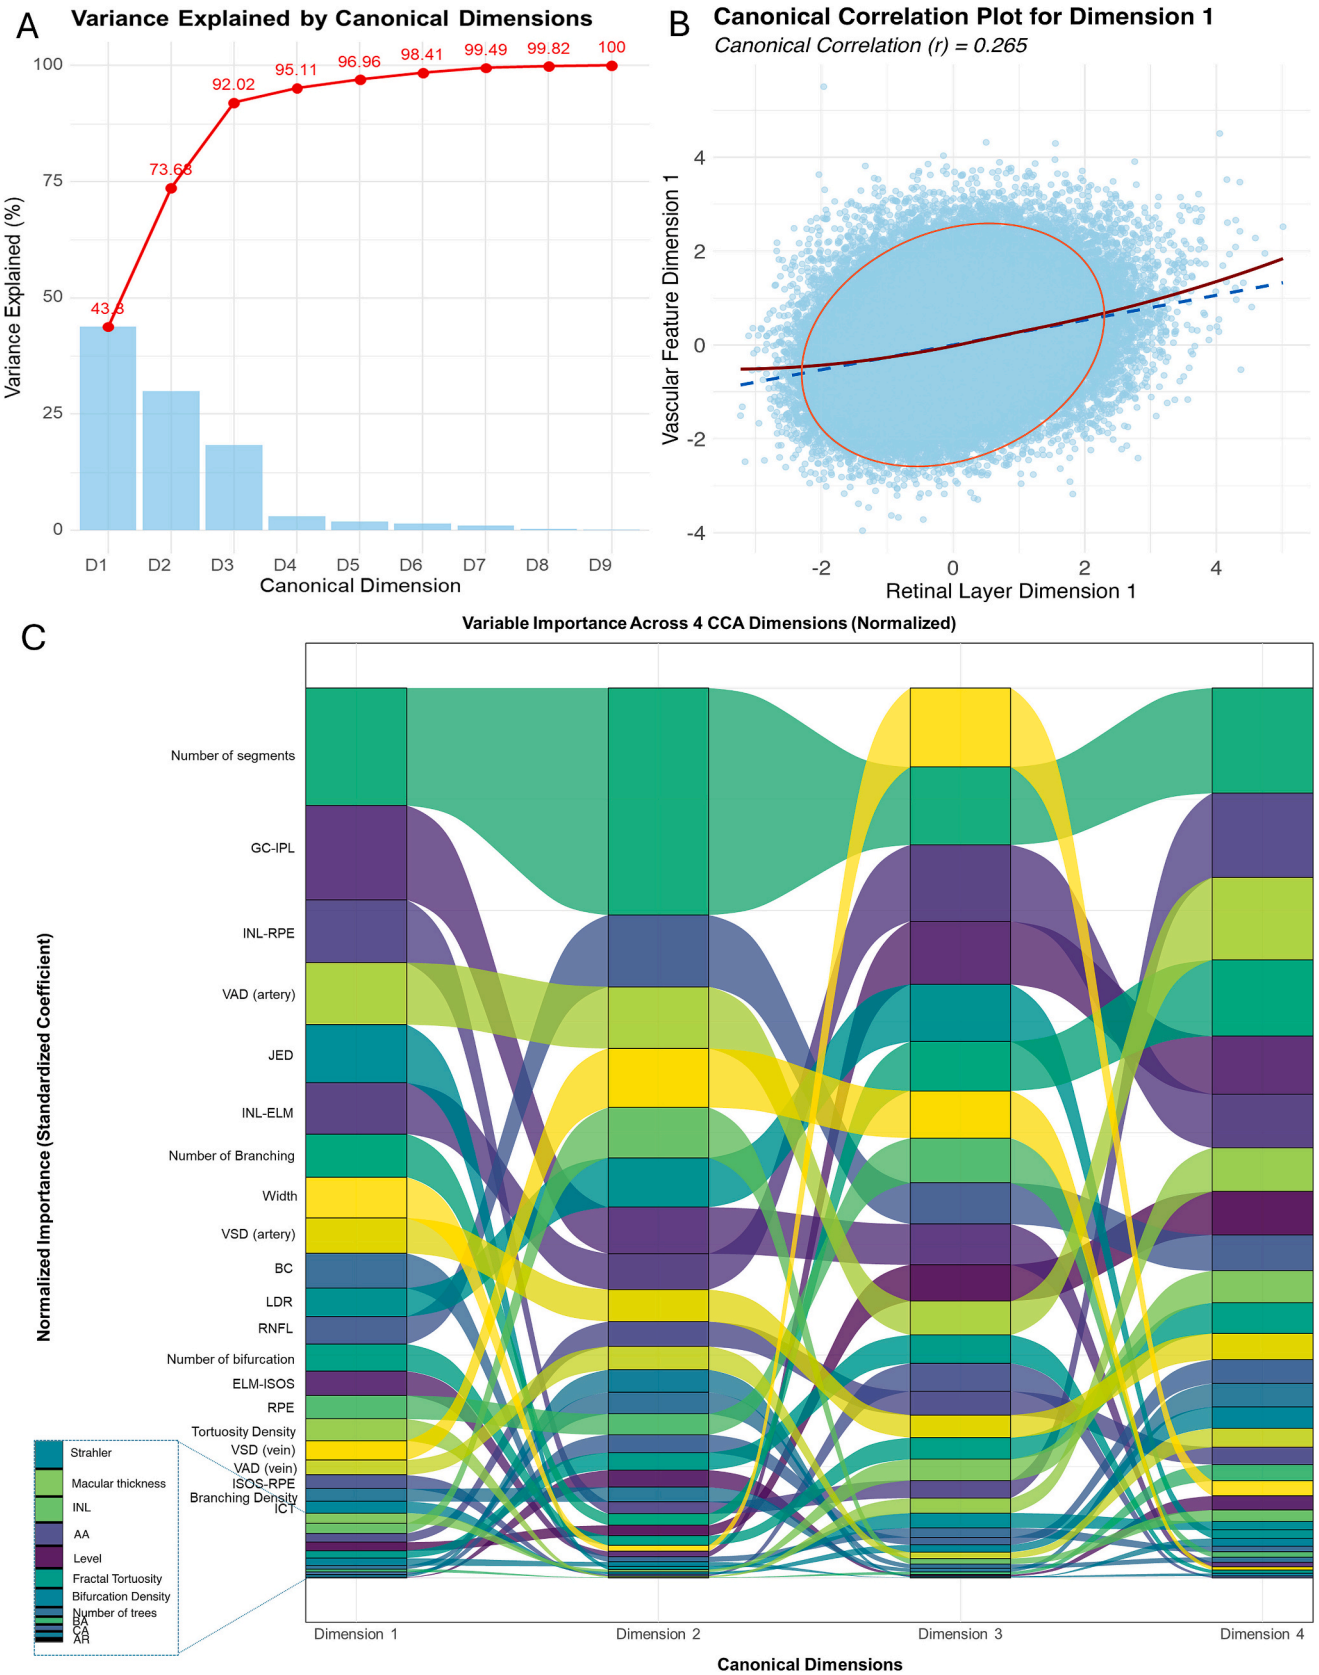 A
Variance Explained by Canonical Dimensions
Variance Explained (%)
100
75
50
25
0
43.8
73.68
92.02
95.11
96.96
98.41
99.49
99.82
100
D1 D2 D3 D4 D5 D6 D7 D8 D9
Canonical Dimension
B
Canonical Correlation Plot for Dimension 1
Canonical Correlation (r) = 0.265
Vascular Feature Dimension 1
4
2
0
-2
-4
-2 0 2 4
Retinal Layer Dimension 1
C
Variable Importance Across 4 CCA Dimensions (Normalized)
Normalized Importance (Standardized Coefficient)
Number of segments
GC-IPL
INL-RPE
VAD (artery)
JED
INL-ELM
Number of Branching
Width
VSD (artery)
BC
LDR
RNFL
Number of bifurcation
ELM-ISOS
RPE
Tortuosity Density
VSD (vein)
VAD (vein)
ISOS-RPE
Branching Density
ICT
Strahler
Macular thickness
INL
AA
Level
Fractal Tortuosity
Bifurcation Density
Number of trees
BA
CA
AR
Dimension 1 Dimension 2 Dimension 3 Dimension 4
Canonical Dimensions